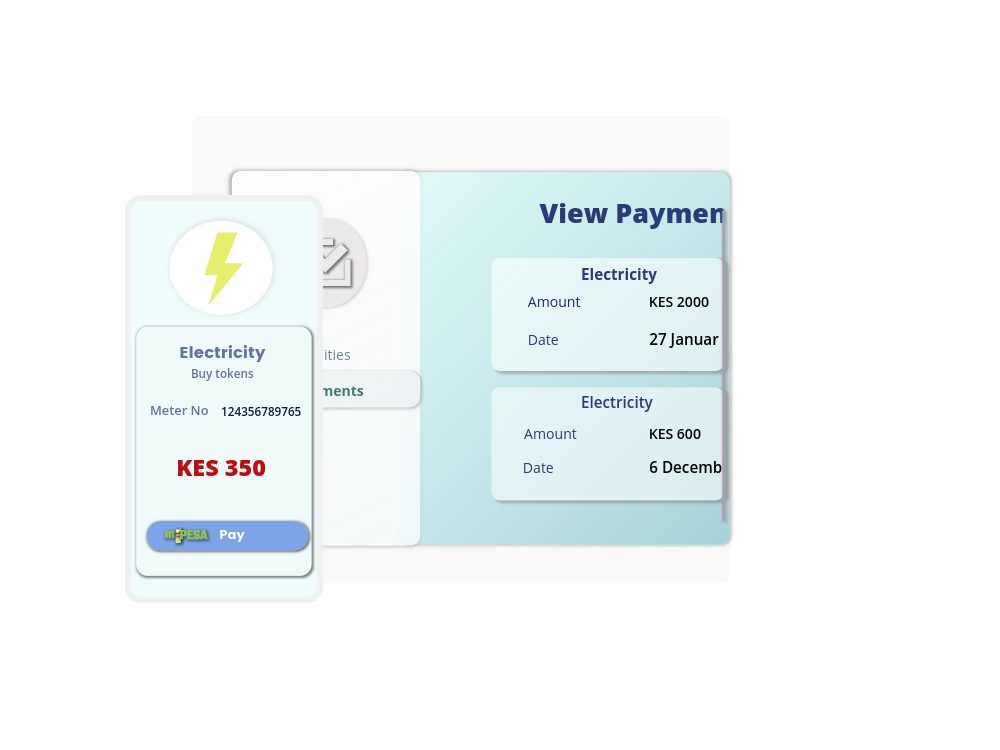 Electricity
Buy tokens
Meter No 124356789765
KES 350
mPESA Pay
ities
ments
View Paymen
Electricity
Amount KES 2000
Date 27 Januar
Electricity
Amount KES 600
Date 6 Decemb